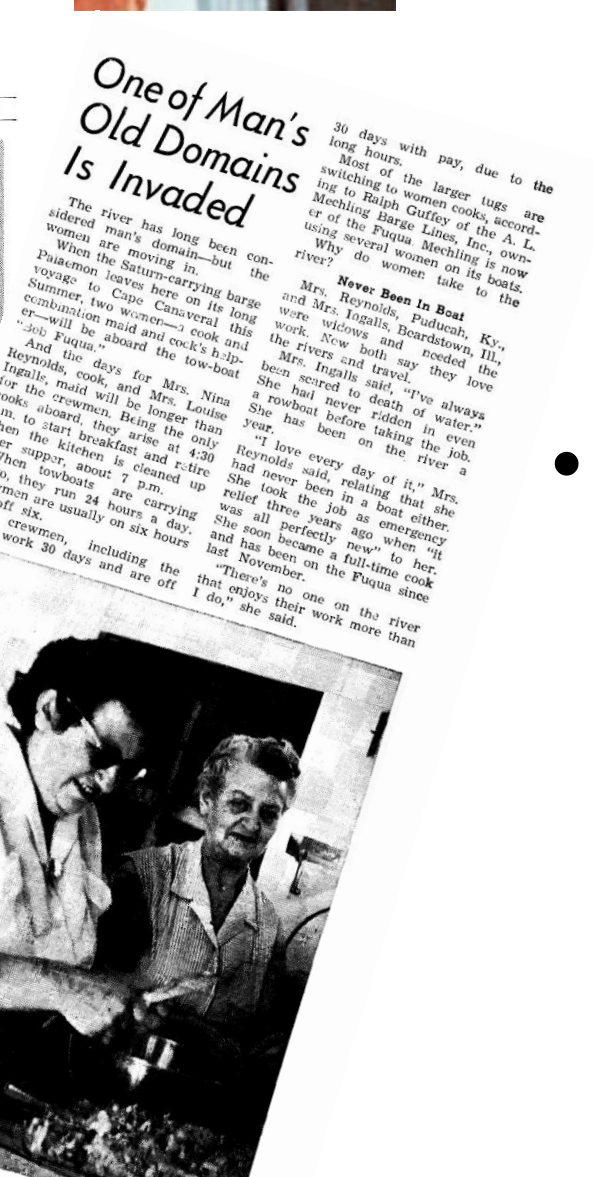 One of Man's
Old Domains
Is Invaded
The river has long been con-
sidered man's domain—but the
women are moving in.
When the Saturn-carrying barge
Palaemon leaves here on its long
voyage to Cape Canaveral this
Summer, two women—a cook and
combination maid and cook's help-
er—will be aboard the tow-boat
"Bob Fuqua."
And the days for Mrs. Nina
Reynolds, cook, and Mrs. Louise
Ingalls, maid will be longer than
for the crewmen. Being the only
ooks aboard, they arise at 4:30
m. to start breakfast and retire
hen the kitchen is cleaned up
er supper, about 7 p.m.
When towboats are carrying
o, they run 24 hours a day.
men are usually on six hours
off six.
crewmen, including the
work 30 days and are off
30 days with pay, due to the
long hours.
Most of the larger tugs are
switching to women cooks, accord-
ing to Ralph Guffey of the A. L.
Mechling Barge Lines, Inc., own-
er of the Fuqua. Mechling is now
using several women on its boats.
Why do women take to the
river?
Never Been In Boat
Mrs. Reynolds, Puducah, Ky.,
and Mrs. Ingalls, Beardstown, Ill.,
were widows and needed the
work. Now both say they love
the rivers and travel.
Mrs. Ingalls said, "I've always
been scared to death of water."
She had never ridden in even
a rowboat before taking the job.
She has been on the river a
year.
"I love every day of it," Mrs.
Reynolds said, relating that she
had never been in a boat either.
She took the job as emergency
relief three years ago when "it
was all perfectly new" to her.
She soon became a full-time cook
and has been on the Fuqua since
last November.
"There's no one on the river
that enjoys their work more than
I do," she said.